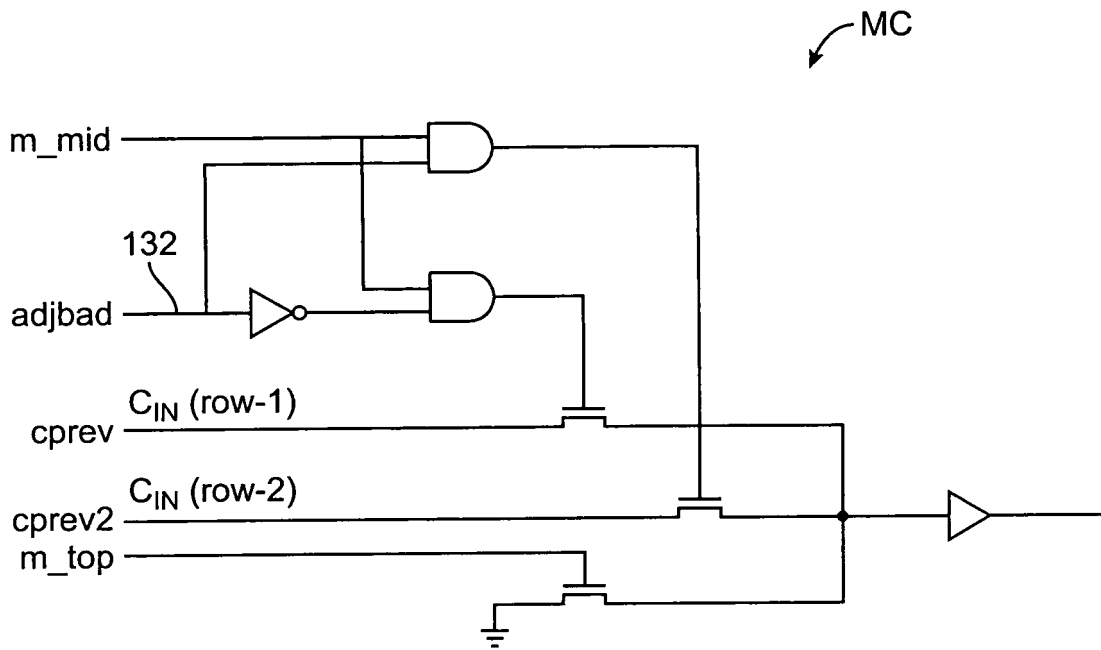 MC
m_mid
132
adjbad
C_IN (row-1)
cprev
C_IN (row-2)
cprev2
m_top